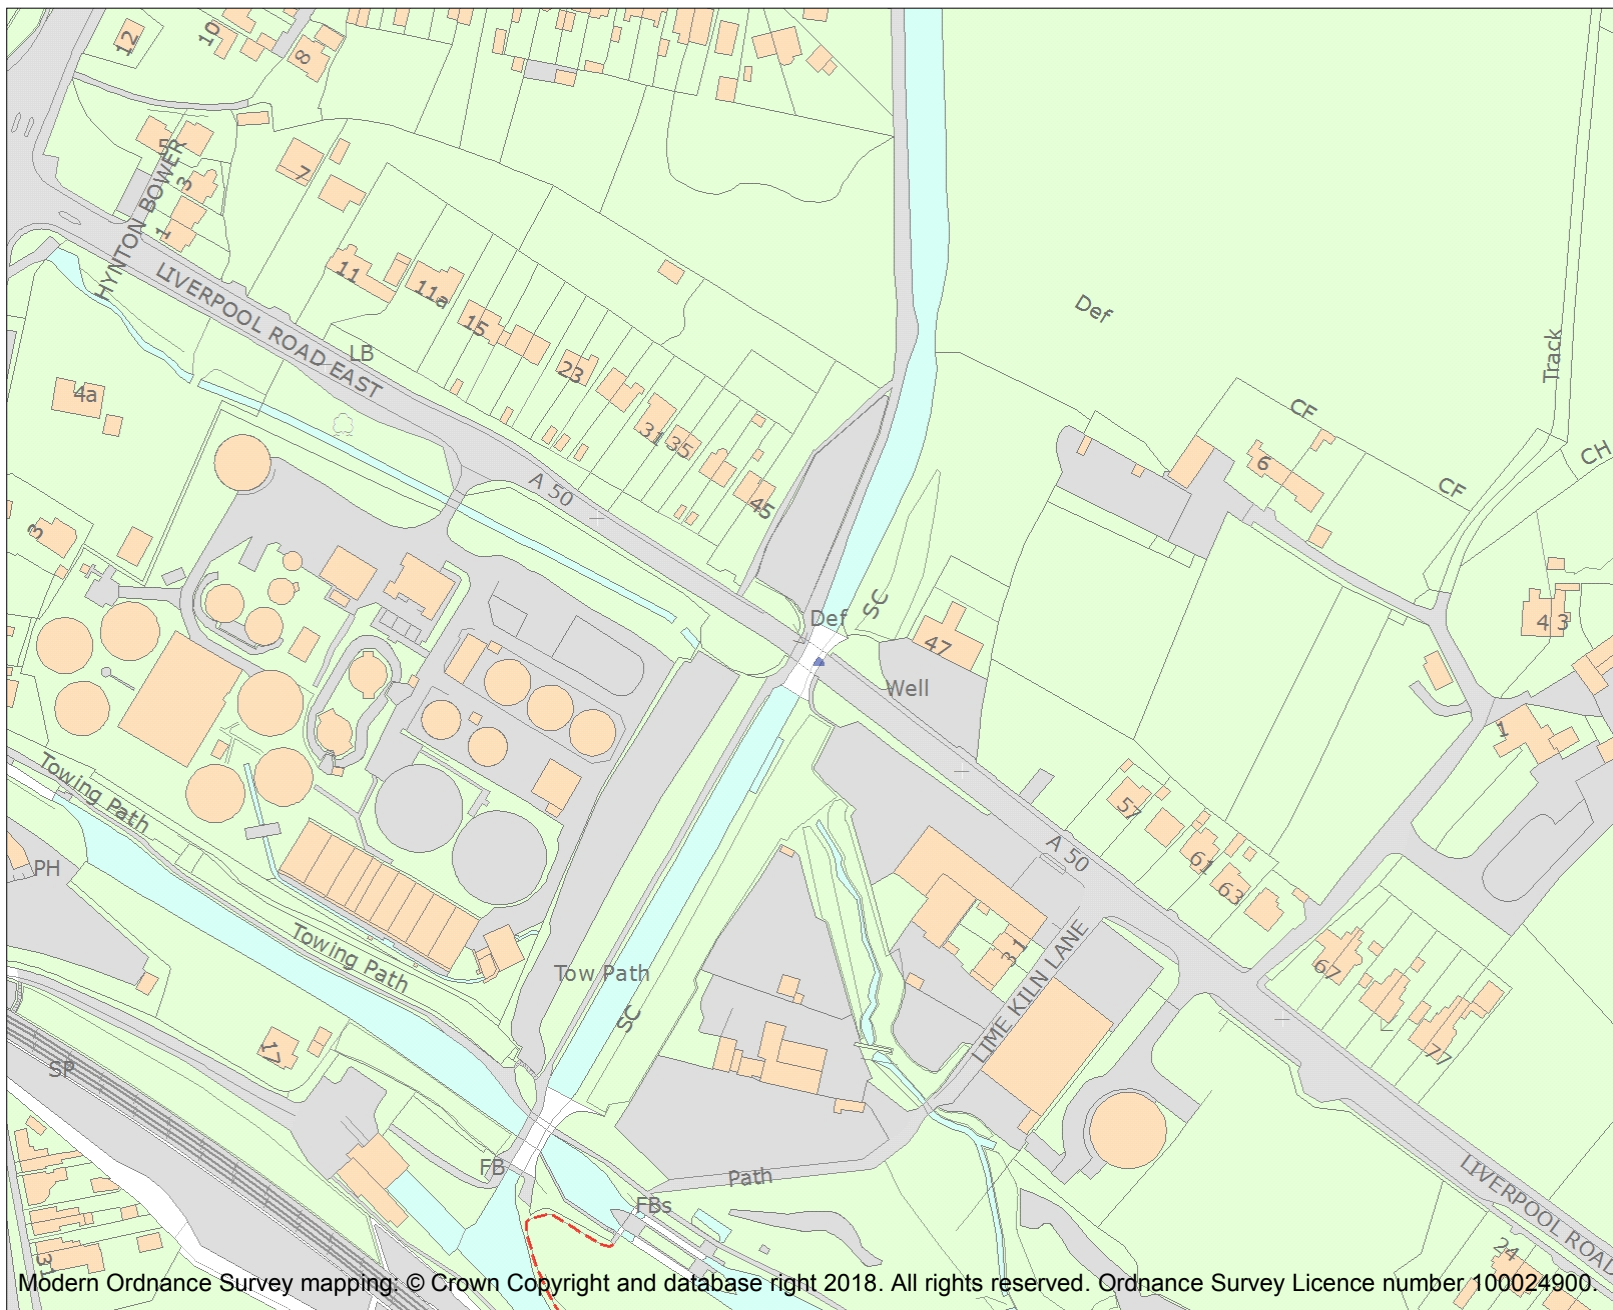 12
10
8
5
3
1
HYNTON BOWER
7
11
11a
15
23
31
35
45
LIVERPOOL ROAD EAST
LB
4a
A 50
Def
Track
CF
CF
CH
6
3
Def
SC
47
Well
4
3
1
Towing Path
PH
57
61
63
A 50
Towing Path
Tow Path
SC
31
LIME KILN LANE
67
77
17
SP
FB
Path
FBs
LIVERPOOL ROAD
24
31
Modern Ordnance Survey mapping: © Crown Copyright and database right 2018. All rights reserved. Ordnance Survey Licence number 100024900.